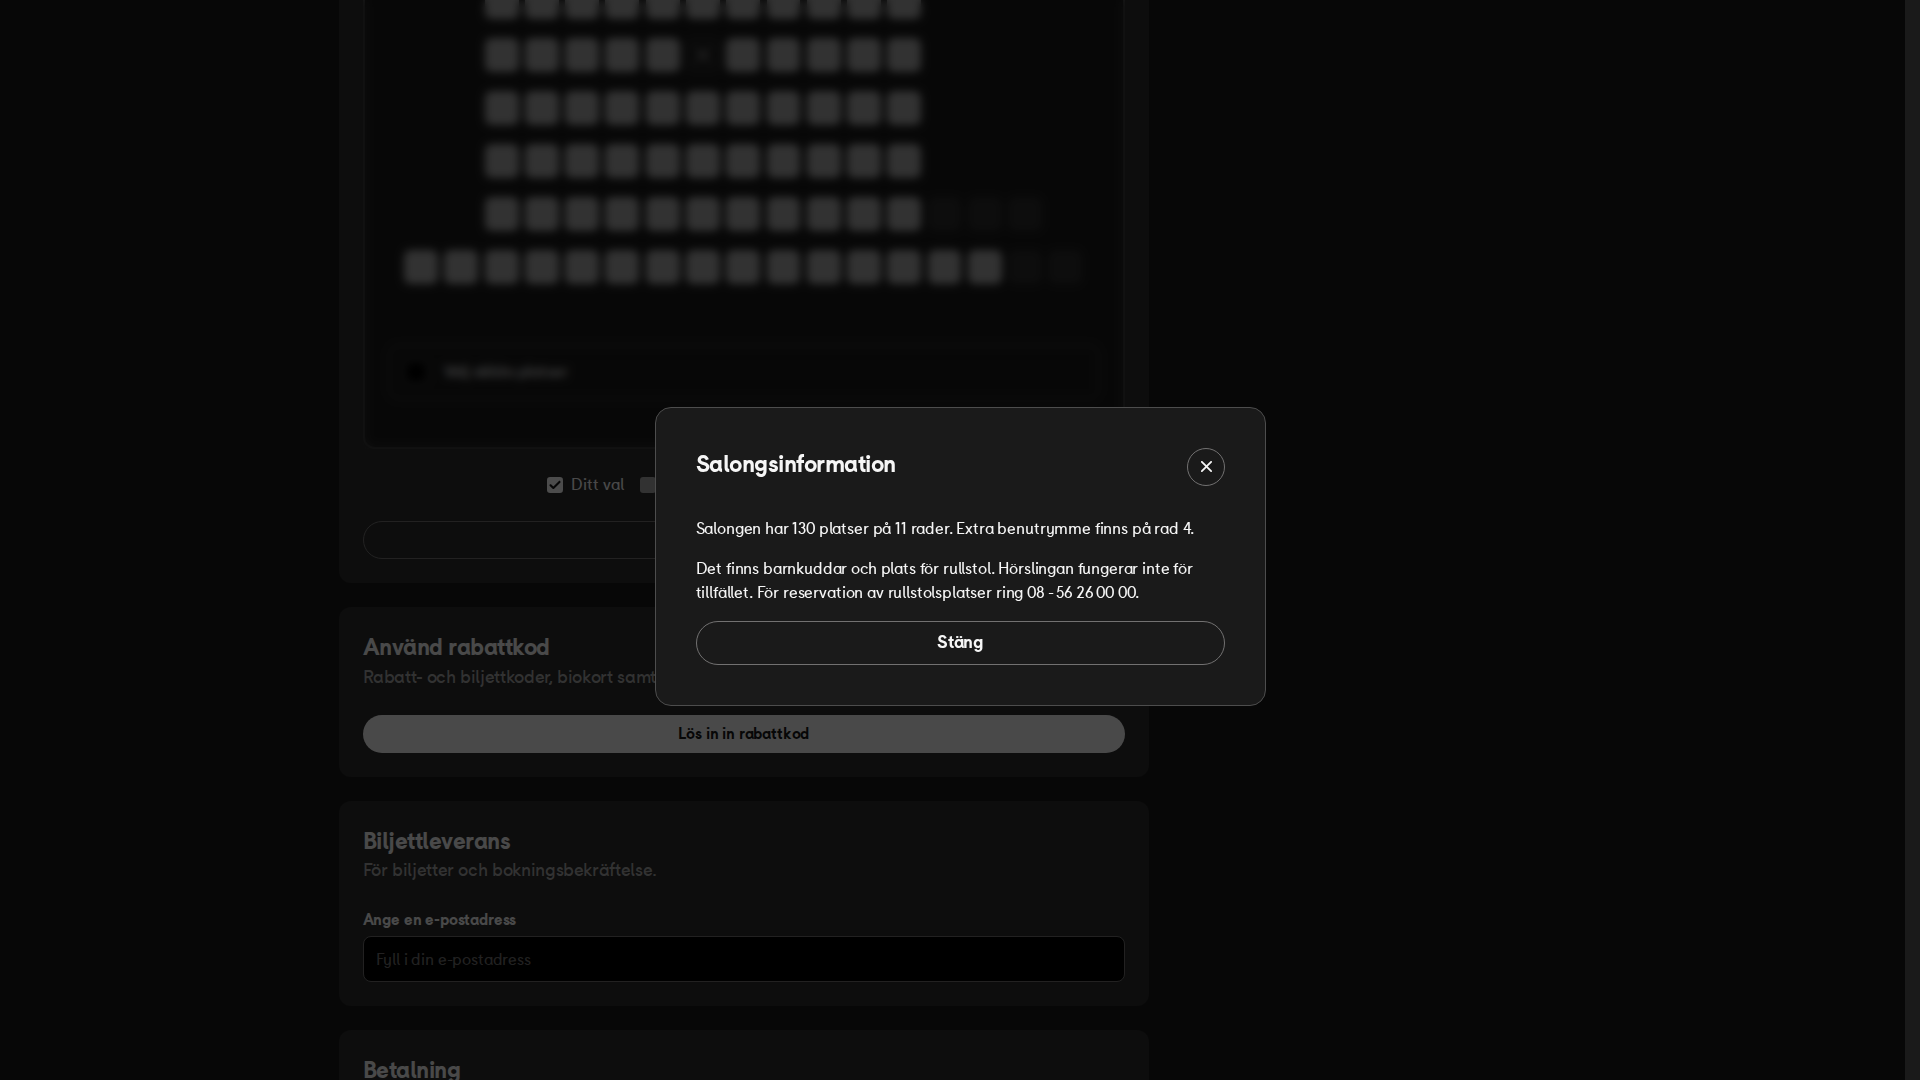 Salongsinformation
Salongen har 130 platser på 11 rader. Extra benutrymme finns på rad 4.
Det finns barnkuddar och plats för rullstol. Hörslingan fungerar inte för
tillfället. För reservation av rullstolsplatser ring 08 - 56 26 00 00.
Stäng
Ditt val
Använd rabattkod
Rabatt- och biljettkoder, biokort samt
Lös in in rabattkod
Biljettleverans
För biljetter och bokningsbekräftelse.
Ange en e-postadress
Fyll i din e-postadress
Betalning